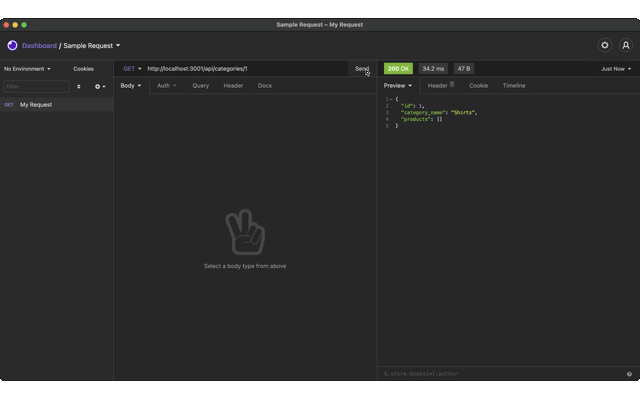 Sample Request – My Request
Dashboard / Sample Request
No Environment
Cookies
GET
http://localhost:3001/api/categories/1
Send
200 OK
34.2 ms
47 B
Just Now
Filter
Body
Auth
Query
Header
Docs
Preview
Header
Cookie
Timeline
GET My Request
1 {
2 "id": 1,
3 "category_name": "Shirts",
4 "products": []
5 }
Select a body type from above
$.store.books[*].author